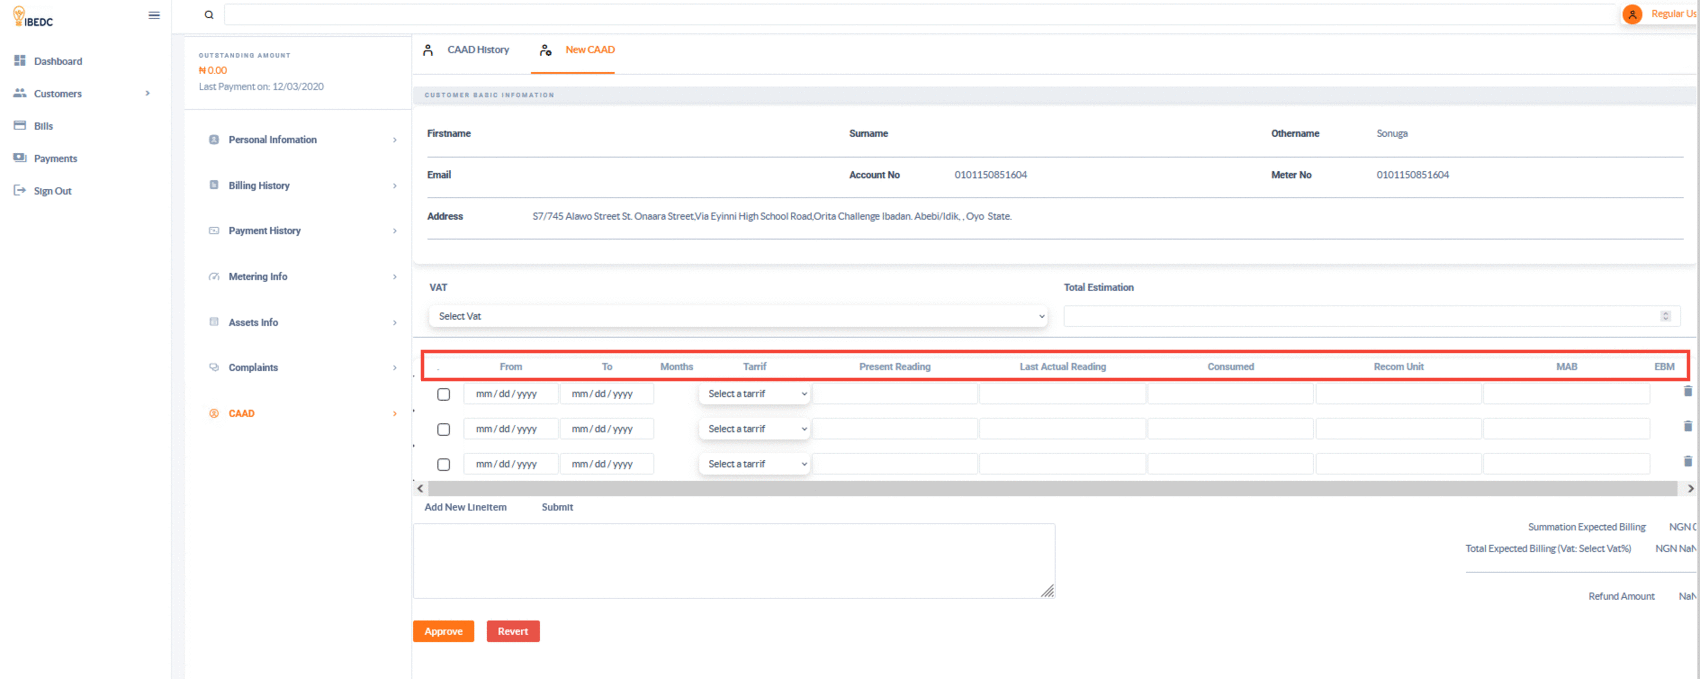 IBEDC
Regular Us
Dashboard
Customers
Bills
Payments
Sign Out
OUTSTANDING AMOUNT
₦ 0.00
Last Payment on: 12/03/2020
Personal Infomation
Billing History
Payment History
Metering Info
Assets Info
Complaints
CAAD
CAAD History New CAAD
CUSTOMER BASIC INFOMATION
Firstname Surname Othername Sonuga
Email Account No 0101150851604 Meter No 0101150851604
Address S7/745 Alawo Street St. Onaara Street,Via Eyinni High School Road,Orita Challenge Ibadan. Abebi/Idik, , Oyo State.
VAT Total Estimation
Select Vat
. From To Months Tarrif Present Reading Last Actual Reading Consumed Recom Unit MAB EBM
mm/dd/yyyy mm/dd/yyyy Select a tarrif
mm/dd/yyyy mm/dd/yyyy Select a tarrif
mm/dd/yyyy mm/dd/yyyy Select a tarrif
Add New LineItem Submit
Summation Expected Billing NGN 0
Total Expected Billing (Vat: Select Vat%) NGN NaN
Refund Amount NaN
Approve Revert